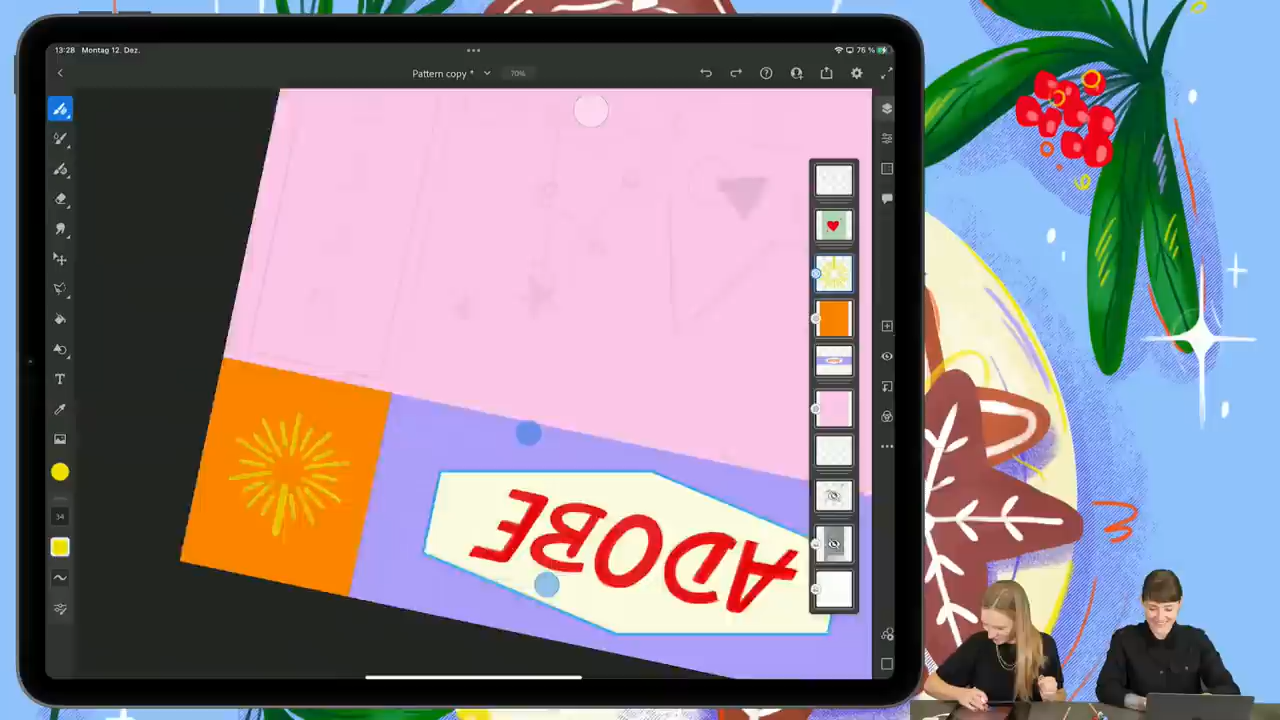 13:28 Montag 12. Dez.
76 %
Pattern copy *
70%
34
ADOBE